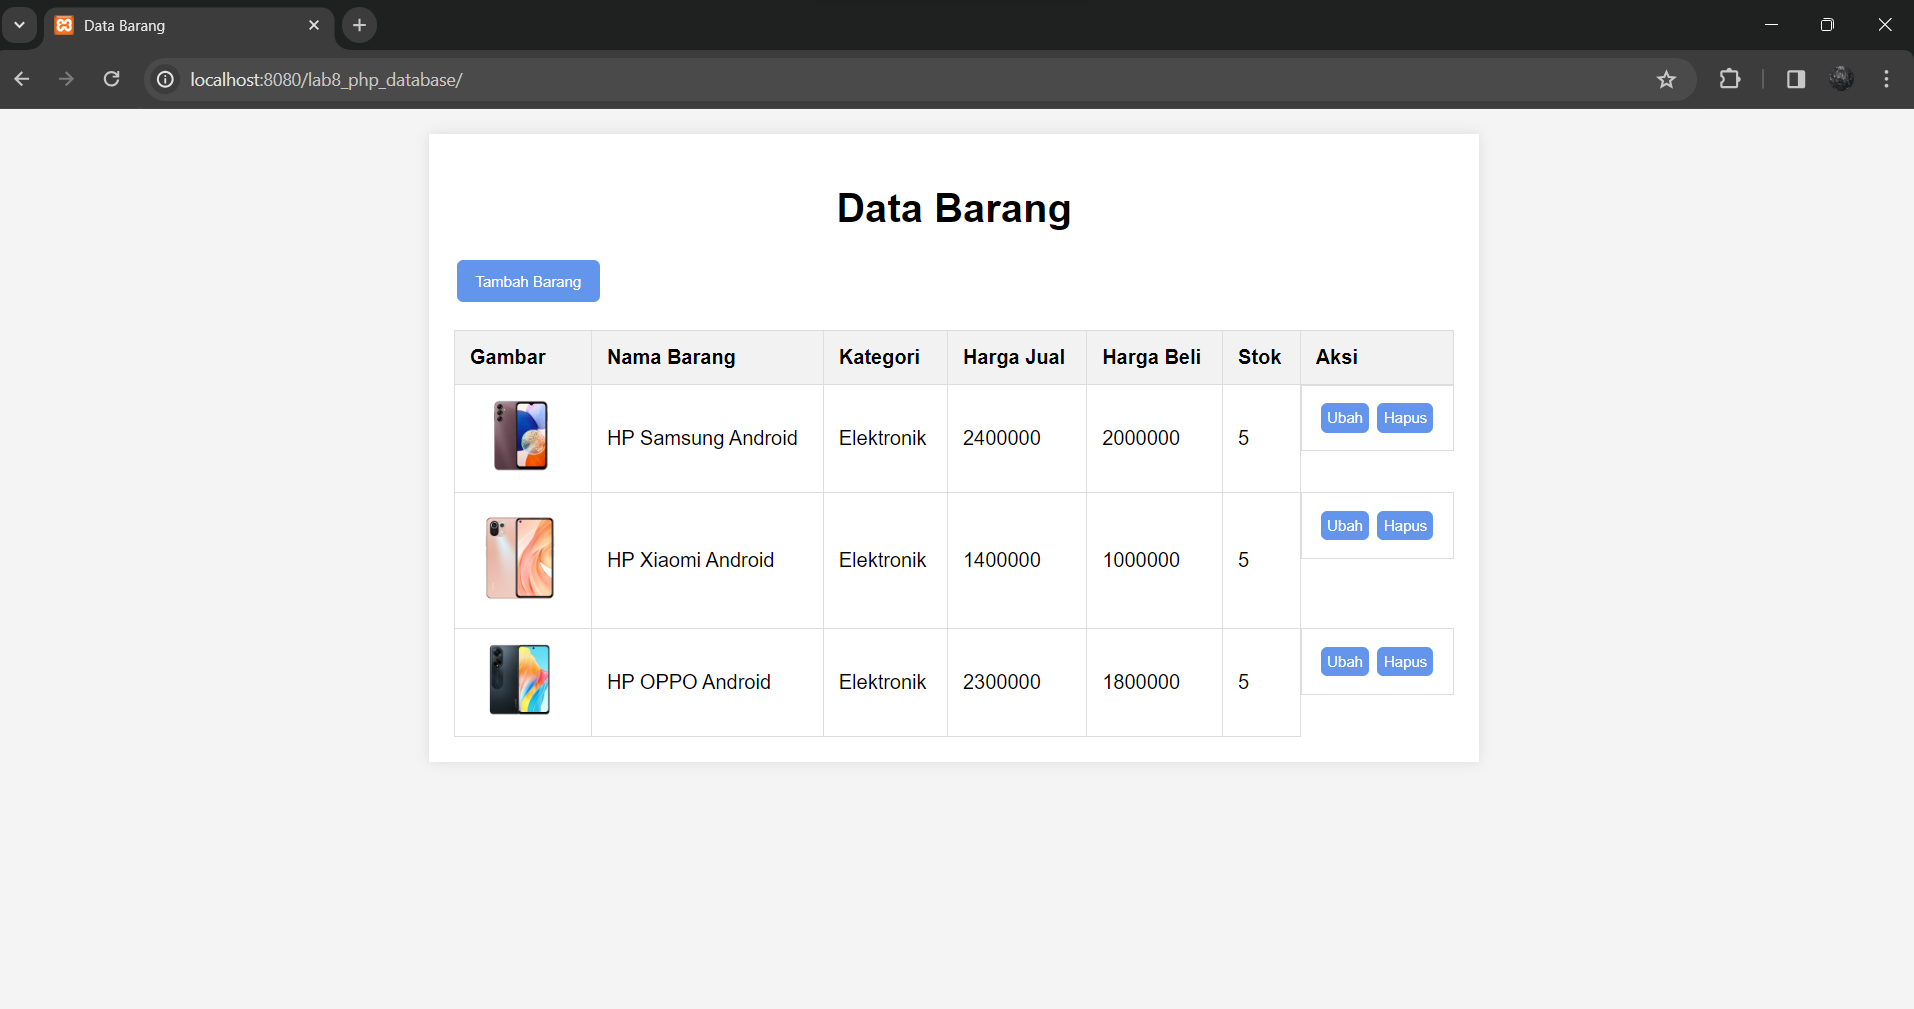 Data Barang
localhost:8080/lab8_php_database/
Data Barang
Tambah Barang
Gambar Nama Barang Kategori Harga Jual Harga Beli Stok Aksi
HP Samsung Android Elektronik 2400000 2000000 5 Ubah Hapus
HP Xiaomi Android Elektronik 1400000 1000000 5 Ubah Hapus
HP OPPO Android Elektronik 2300000 1800000 5 Ubah Hapus